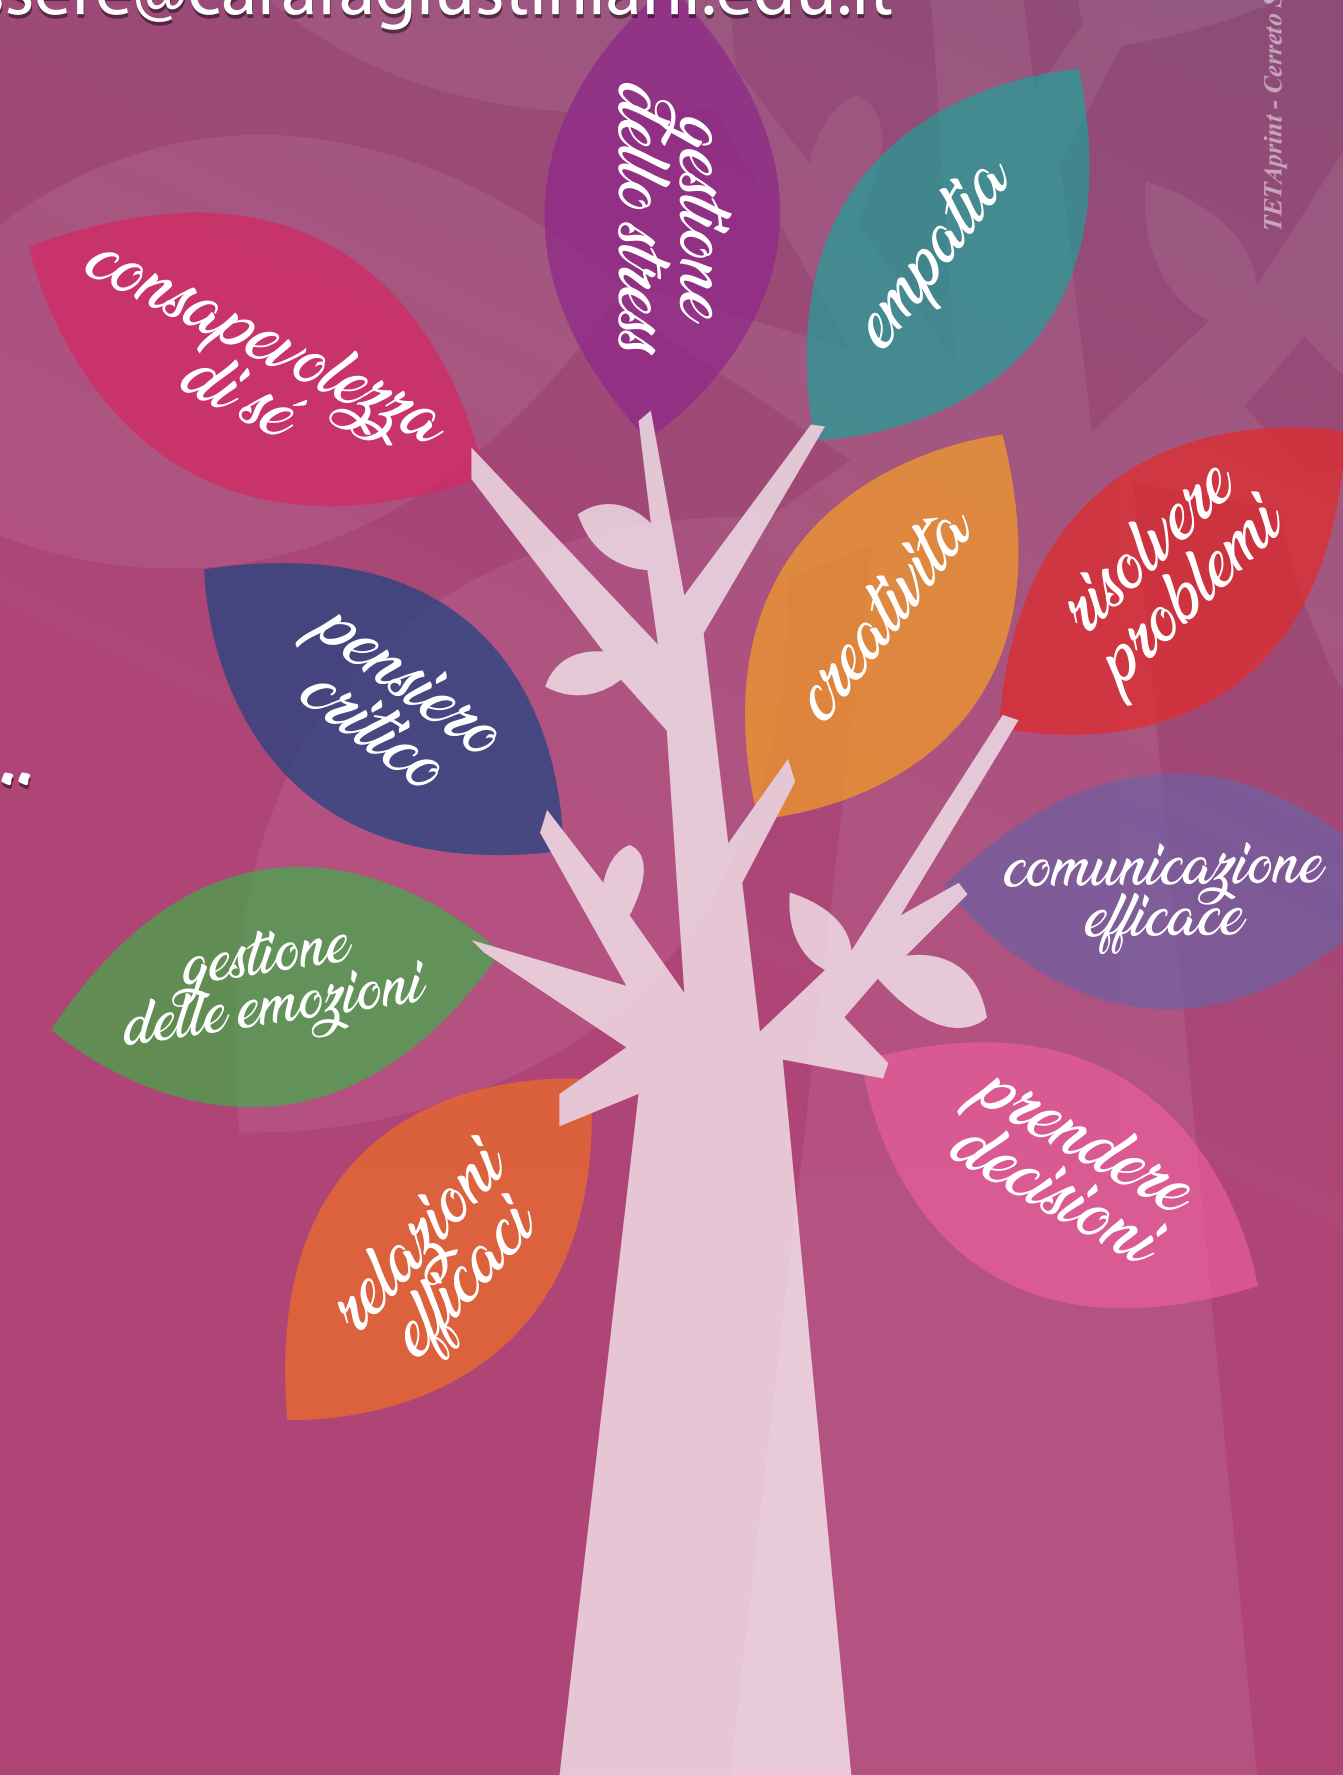 gestione
dello stress
empatia
consapevolezza
di sé
creatività
risolvere
problemi
pensiero
critico
comunicazione
efficace
gestione
delle emozioni
prendere
decisioni
relazioni
efficaci
TETAprint - Cerreto